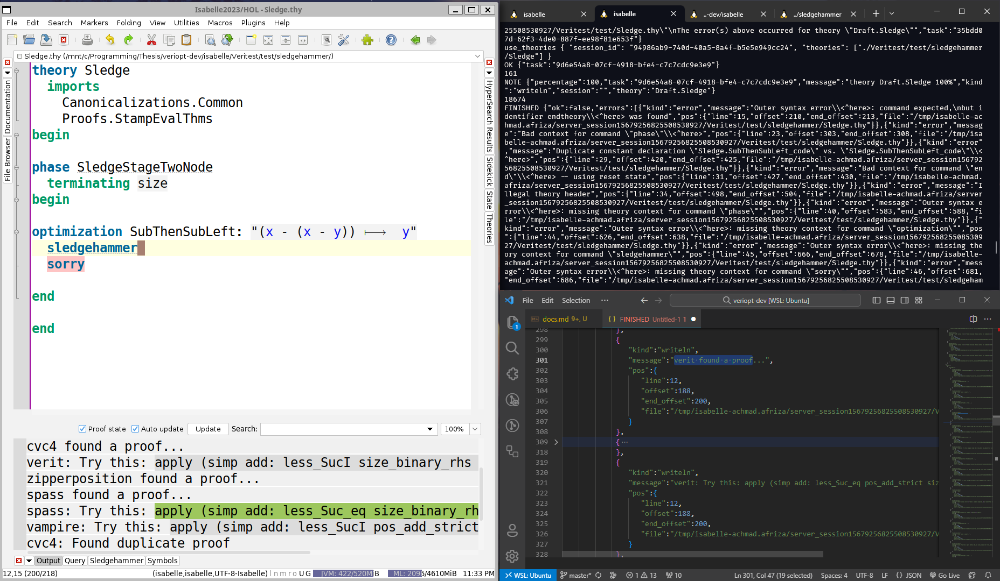 Isabelle2023/HOL - Sledge.thy
File Edit Search Markers Folding View Utilities Macros Plugins Help
Sledge.thy (/mnt/c/Programming/Thesis/veriopt-dev/isabelle/Veritest/test/sledgehammer/)
File Browser
Documentation
theory Sledge
imports
Canonicalizations.Common
Proofs.StampEvalThms
begin
phase SledgeStageTwoNode
terminating size
begin
optimization SubThenSubLeft: "(x - (x - y)) ⟼ y"
sledgehammer
sorry
end
end
HyperSearch Results
Sidekick
State
Theories
Proof state Auto update Update Search: 100%
cvc4 found a proof...
verit: Try this: apply (simp add: less_SucI size_binary_rhs
zipperposition found a proof...
spass found a proof...
spass: Try this: apply (simp add: less_Suc_eq size_binary_rh
vampire: Try this: apply (simp add: less_SucI pos_add_strict
cvc4: Found duplicate proof
Output Query Sledgehammer Symbols
12,15 (200/218) (isabelle,isabelle,UTF-8-Isabelle) l n m r o U G JVM: 422/520MiB ML: 2096/4610MiB 11:33 PM
isabelle isabelle ..-dev/isabelle ../sledgehammer
25508530927/Veritest/test/Sledge.thy\"\nThe error(s) above occurred for theory \"Draft.Sledge\"","task":"35bdd0
7d-62f3-4de0-887f-ee98f81e653f"}
use_theories { "session_id": "94986ab9-740d-40a5-8a4f-b5e5e949cc24", "theories": ["./Veritest/test/sledgehammer
/Sledge"] }
OK {"task":"9d6e54a8-07cf-4918-bfe4-c7c7cdc9e3e9"}
161
NOTE {"percentage":100,"task":"9d6e54a8-07cf-4918-bfe4-c7c7cdc9e3e9","message":"theory Draft.Sledge 100%","kind
":"writeln","session":"","theory":"Draft.Sledge"}
18674
FINISHED {"ok":false,"errors":[{"kind":"error","message":"Outer syntax error\\<^here>: command expected,\nbut i
dentifier endtheory\\<^here> was found","pos":{"line":15,"offset":210,"end_offset":213,"file":"/tmp/isabelle-ac
hmad.afriza/server_session15679256825508530927/Veritest/test/sledgehammer/Sledge.thy"}},{"kind":"error","messag
e":"Bad context for command \"phase\"\\<^here>","pos":{"line":23,"offset":303,"end_offset":308,"file":"/tmp/isa
belle-achmad.afriza/server_session15679256825508530927/Veritest/test/sledgehammer/Sledge.thy"}},{"kind":"error"
,"message":"Duplicate constant declaration \"Sledge.SubThenSubLeft_code\" vs. \"Sledge.SubThenSubLeft_code\"\\<
^here>","pos":{"line":29,"offset":420,"end_offset":425,"file":"/tmp/isabelle-achmad.afriza/server_session156792
56825508530927/Veritest/test/sledgehammer/Sledge.thy"}},{"kind":"error","message":"Bad context for command \"en
d\"\\<^here> -- using reset state","pos":{"line":31,"offset":427,"end_offset":430,"file":"/tmp/isabelle-achmad.
afriza/server_session15679256825508530927/Veritest/test/sledgehammer/Sledge.thy"}},{"kind":"error","message":"I
llegal theory header","pos":{"line":34,"offset":498,"end_offset":504,"file":"/tmp/isabelle-achmad.afriza/server
_session15679256825508530927/Veritest/test/sledgehammer/Sledge.thy"}},{"kind":"error","message":"Outer syntax e
rror\\<^here>: missing theory context for command \"phase\"","pos":{"line":40,"offset":583,"end_offset":588,"fi
le":"/tmp/isabelle-achmad.afriza/server_session15679256825508530927/Veritest/test/sledgehammer/Sledge.thy"}},{"
kind":"error","message":"Outer syntax error\\<^here>: missing theory context for command \"optimization\"","pos
":{"line":44,"offset":626,"end_offset":638,"file":"/tmp/isabelle-achmad.afriza/server_session156792568255085309
27/Veritest/test/sledgehammer/Sledge.thy"}},{"kind":"error","message":"Outer syntax error\\<^here>: missing the
ory context for command \"sledgehammer\"","pos":{"line":45,"offset":666,"end_offset":678,"file":"/tmp/isabelle-
achmad.afriza/server_session15679256825508530927/Veritest/test/sledgehammer/Sledge.thy"}},{"kind":"error","mess
age":"Outer syntax error\\<^here>: missing theory context for command \"sorry\"","pos":{"line":46,"offset":681,
"end_offset":686,"file":"/tmp/isabelle-achmad.afriza/server_session15679256825508530927/Veritest/test/sledgeham
File Edit Selection ··· veriopt-dev [WSL: Ubuntu]
1
docs.md 9+, U {} FINISHED Untitled-1 1
298 },
299 {
300 "kind":"writeln",
301 "message":"verit·found·a·proof...",
302 "pos":{
303 "line":12,
304 "offset":188,
305 "end_offset":200,
306 "file":"/tmp/isabelle-achmad.afriza/server_session15679256825508530927/V
307 }
308 },
309 { ···
318 },
319 {
320 "kind":"writeln",
321 "message":"verit: Try this: apply (simp add: less_Suc_eq pos_add_strict siz
322 "pos":{
323 "line":12,
324 "offset":188,
325 "end_offset":200,
326 "file":"/tmp/isabelle-achmad.afriza/server_session15679256825508530927/V
327 }
328 },
WSL: Ubuntu master* 1 13 10 Ln 301, Col 47 (19 selected) Spaces: 4 UTF-8 LF {} JSON Go Live